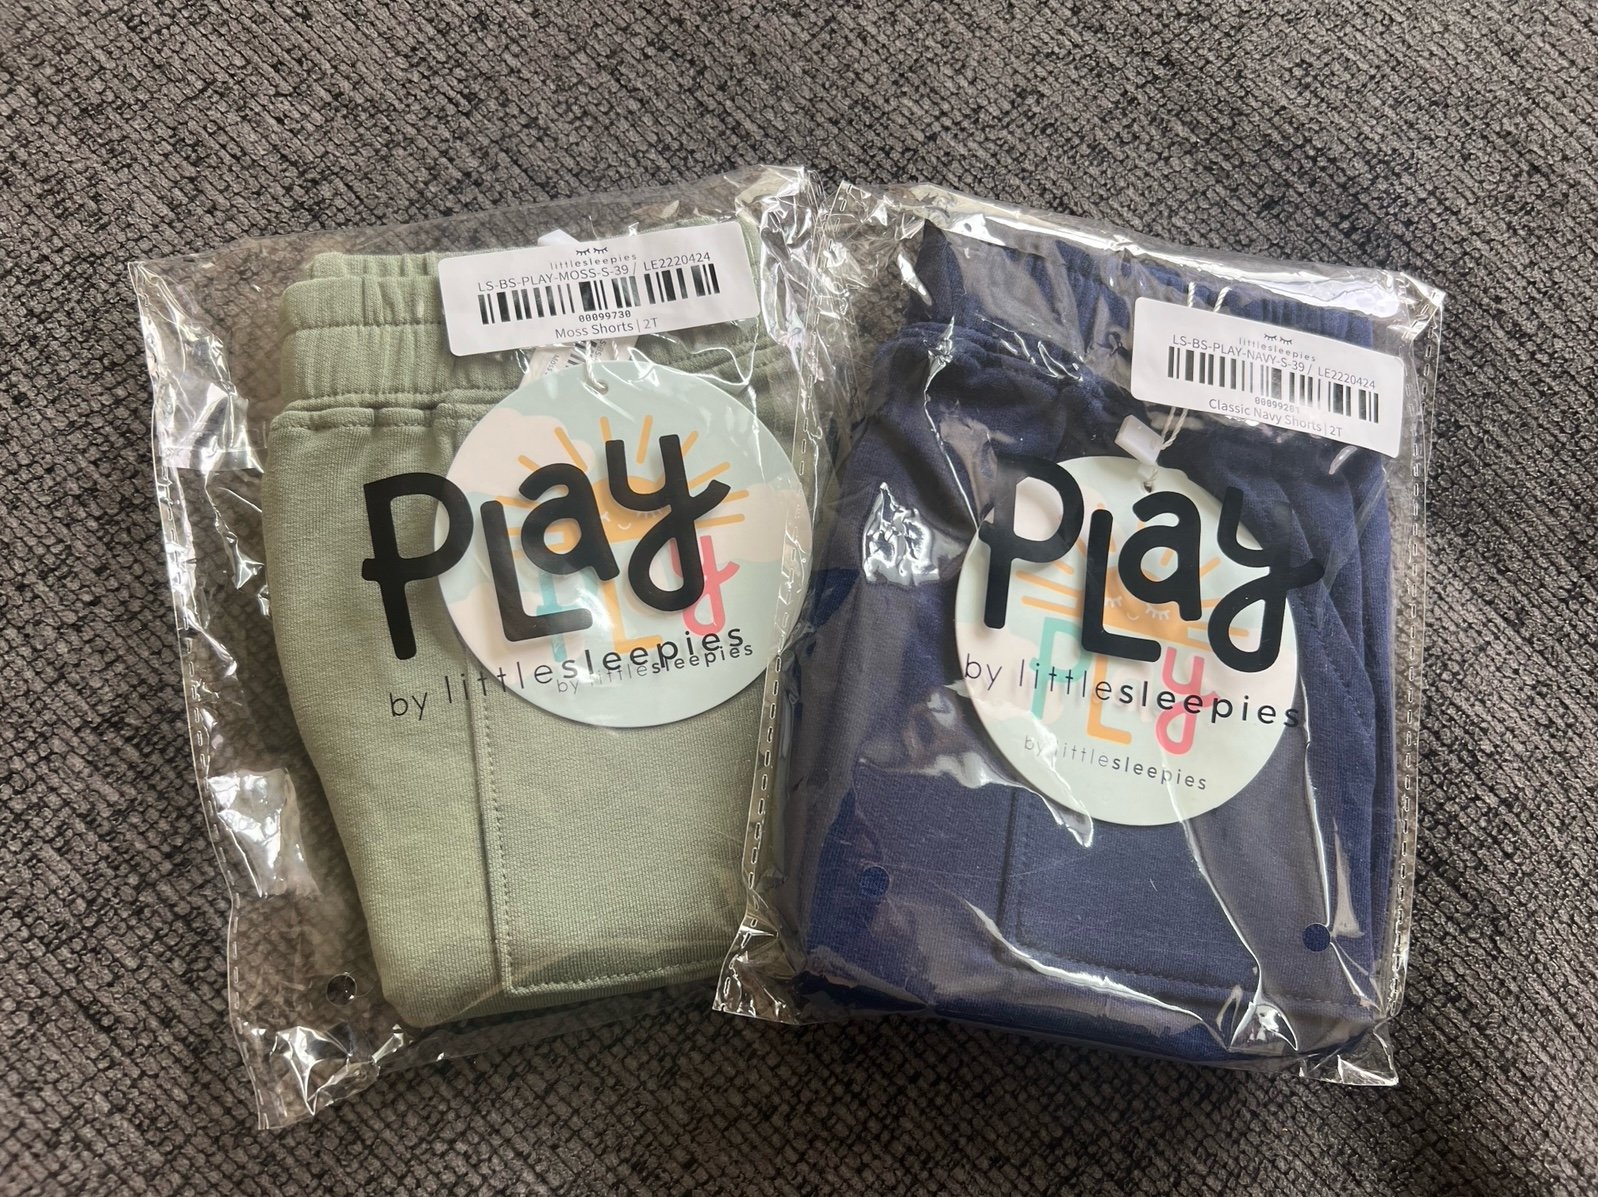 littlesleepies
LS-BS-PLAY-MOSS-S-39 / LE2220424
00099730
Moss Shorts | 2T
Play
by littlesleepies
PLay
by littlesleepies
littlesleepies
LS-BS-PLAY-NAVY-S-39 / LE2220424
00099201
Classic Navy Shorts | 2T
Play
by littlesleepies
PLay
by littlesleepies